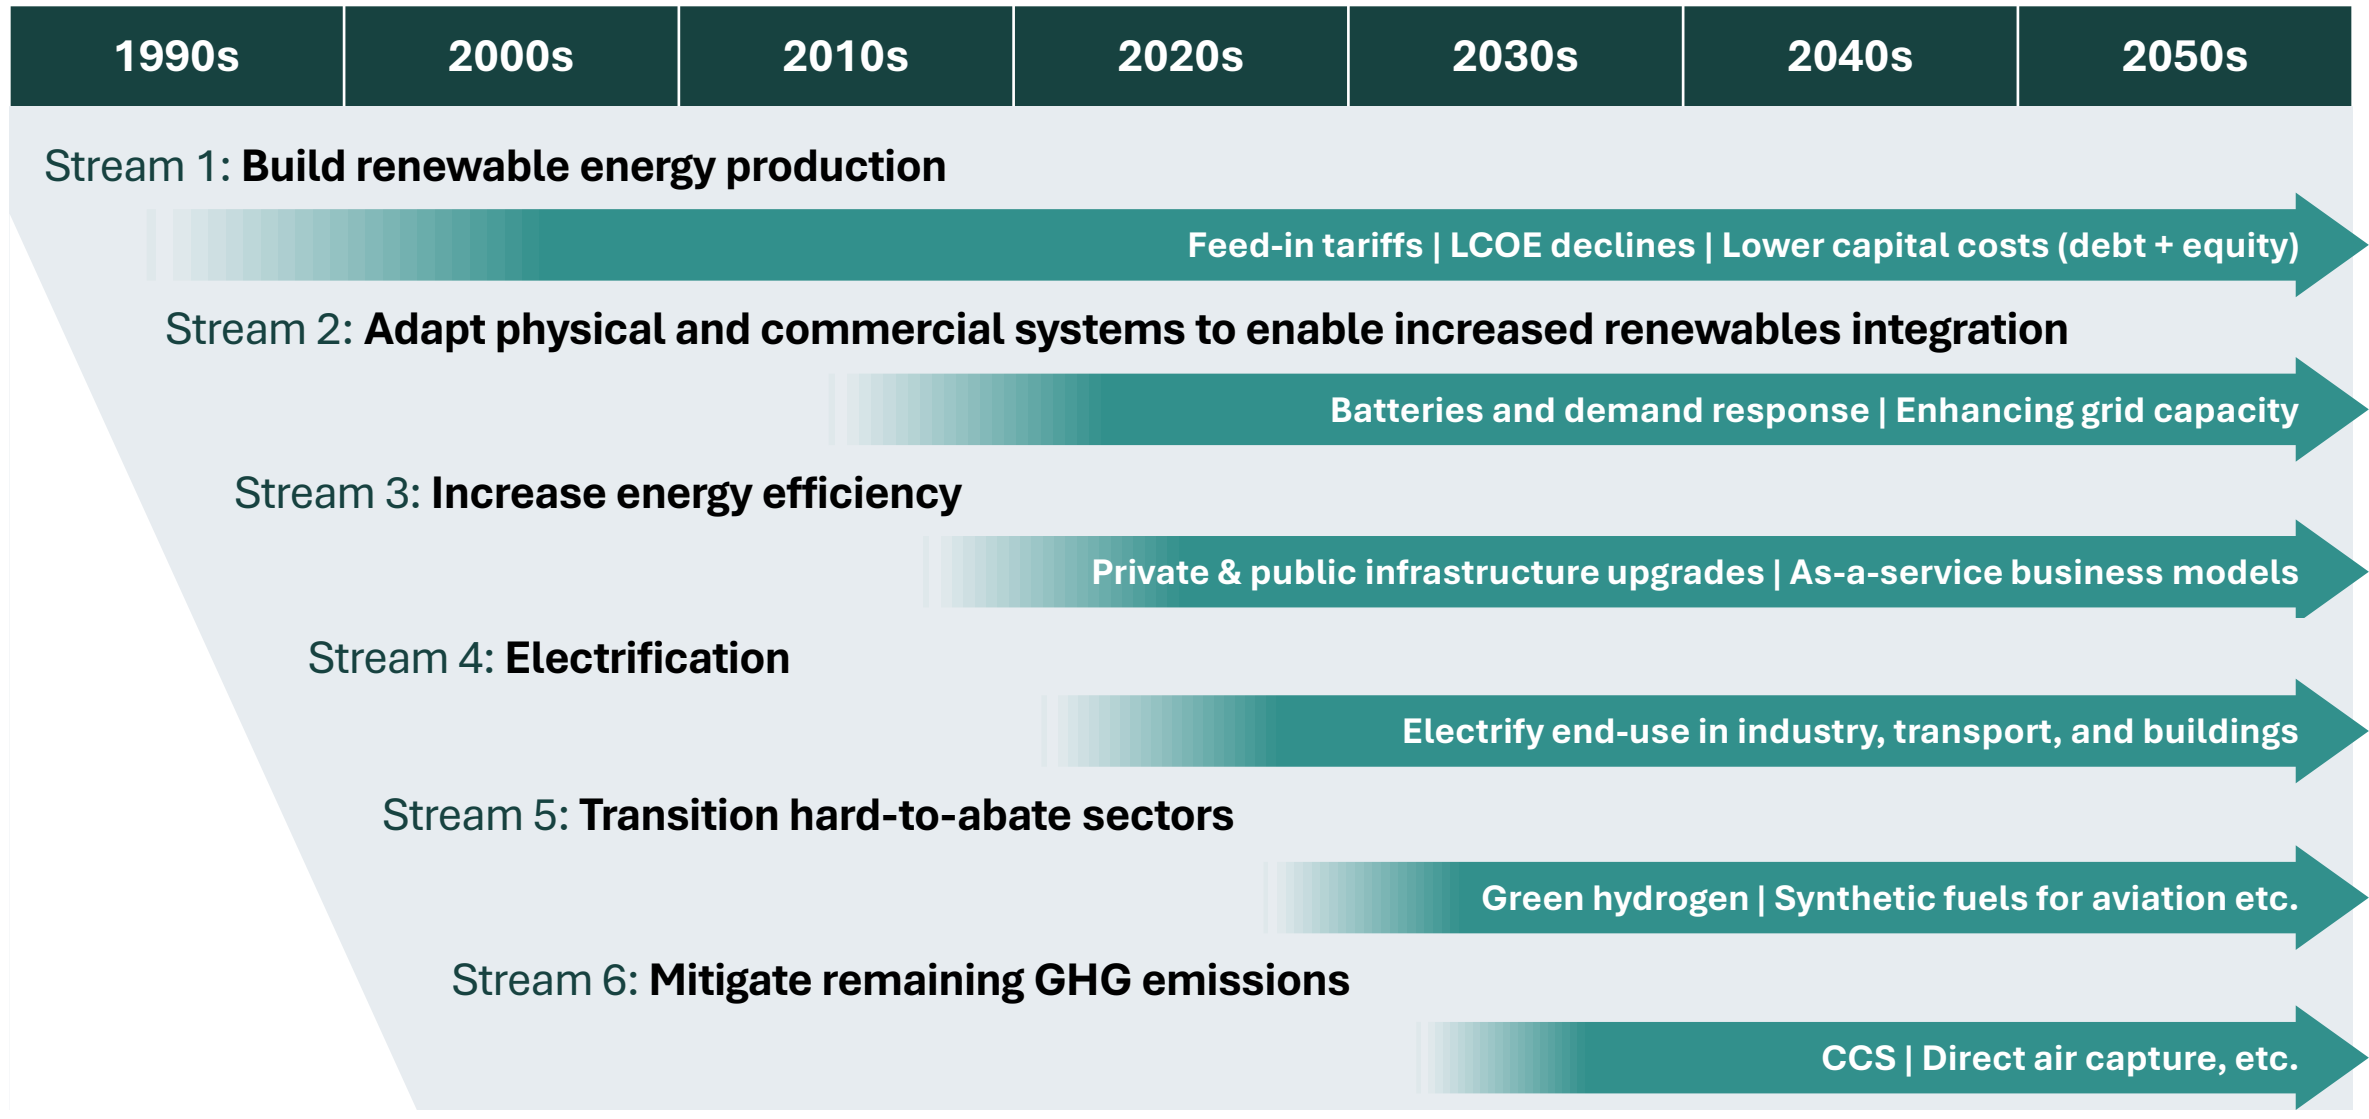 1990s 2000s 2010s 2020s 2030s 2040s 2050s
Stream 1: Build renewable energy production
Feed-in tariffs | LCOE declines | Lower capital costs (debt + equity)
Stream 2: Adapt physical and commercial systems to enable increased renewables integration
Batteries and demand response | Enhancing grid capacity
Stream 3: Increase energy efficiency
Private & public infrastructure upgrades | As-a-service business models
Stream 4: Electrification
Electrify end-use in industry, transport, and buildings
Stream 5: Transition hard-to-abate sectors
Green hydrogen | Synthetic fuels for aviation etc.
Stream 6: Mitigate remaining GHG emissions
CCS | Direct air capture, etc.